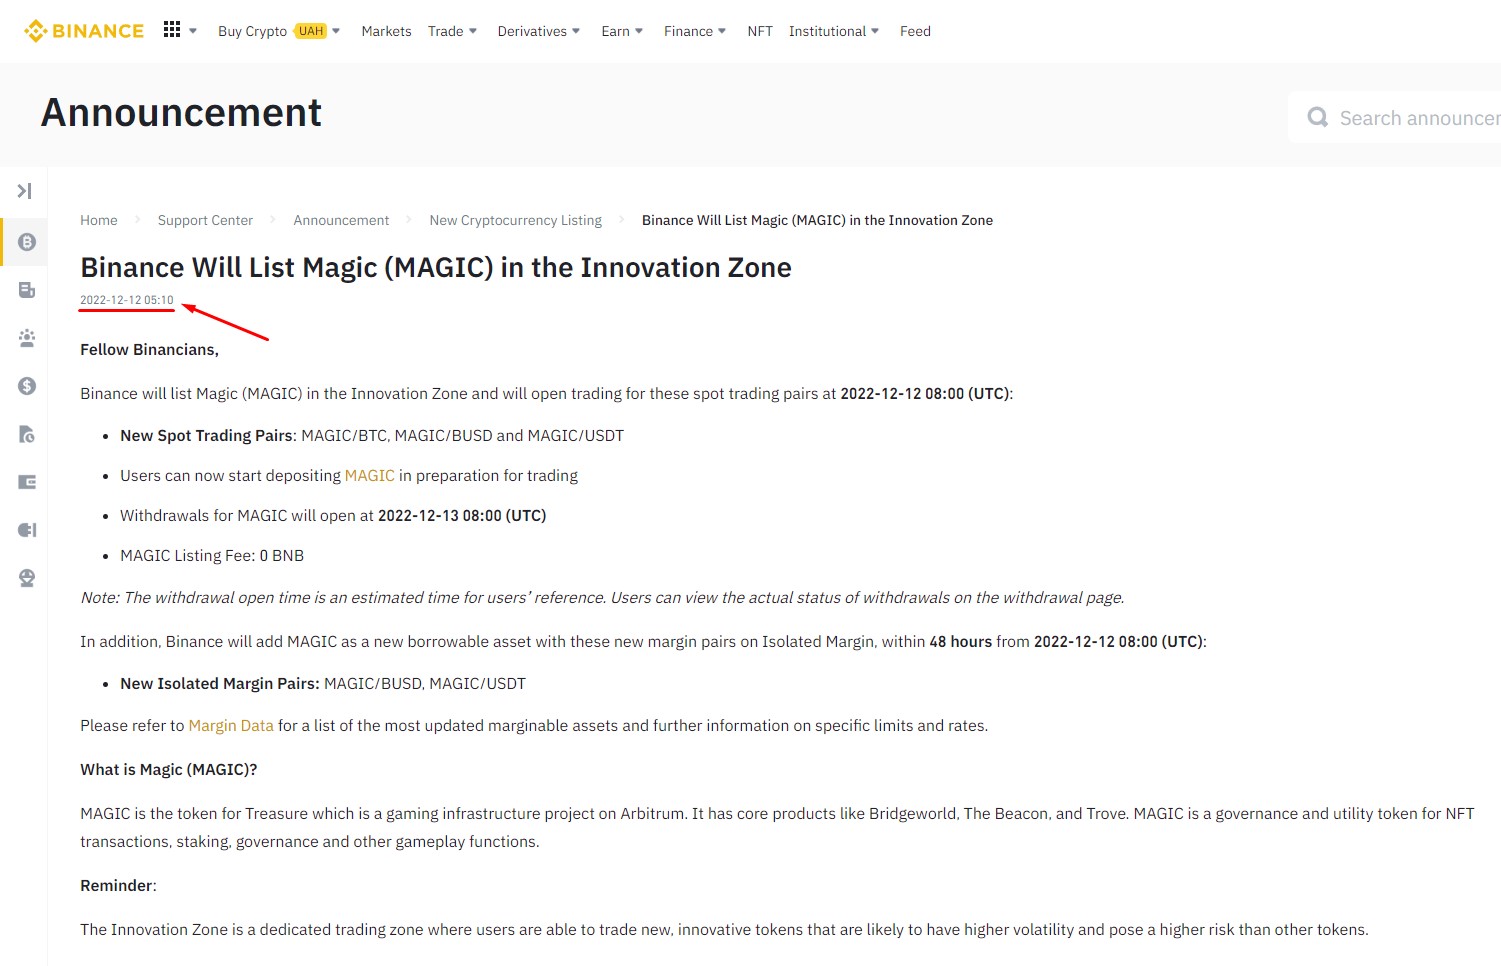 BINANCE Buy Crypto UAH Markets Trade Derivatives Earn Finance NFT Institutional Feed
Announcement
Search announcer
Home Support Center Announcement New Cryptocurrency Listing Binance Will List Magic (MAGIC) in the Innovation Zone
Binance Will List Magic (MAGIC) in the Innovation Zone
2022-12-12 05:10
Fellow Binancians,
Binance will list Magic (MAGIC) in the Innovation Zone and will open trading for these spot trading pairs at 2022-12-12 08:00 (UTC):
• New Spot Trading Pairs: MAGIC/BTC, MAGIC/BUSD and MAGIC/USDT
• Users can now start depositing MAGIC in preparation for trading
• Withdrawals for MAGIC will open at 2022-12-13 08:00 (UTC)
• MAGIC Listing Fee: 0 BNB
Note: The withdrawal open time is an estimated time for users’ reference. Users can view the actual status of withdrawals on the withdrawal page.
In addition, Binance will add MAGIC as a new borrowable asset with these new margin pairs on Isolated Margin, within 48 hours from 2022-12-12 08:00 (UTC):
• New Isolated Margin Pairs: MAGIC/BUSD, MAGIC/USDT
Please refer to Margin Data for a list of the most updated marginable assets and further information on specific limits and rates.
What is Magic (MAGIC)?
MAGIC is the token for Treasure which is a gaming infrastructure project on Arbitrum. It has core products like Bridgeworld, The Beacon, and Trove. MAGIC is a governance and utility token for NFT
transactions, staking, governance and other gameplay functions.
Reminder:
The Innovation Zone is a dedicated trading zone where users are able to trade new, innovative tokens that are likely to have higher volatility and pose a higher risk than other tokens.